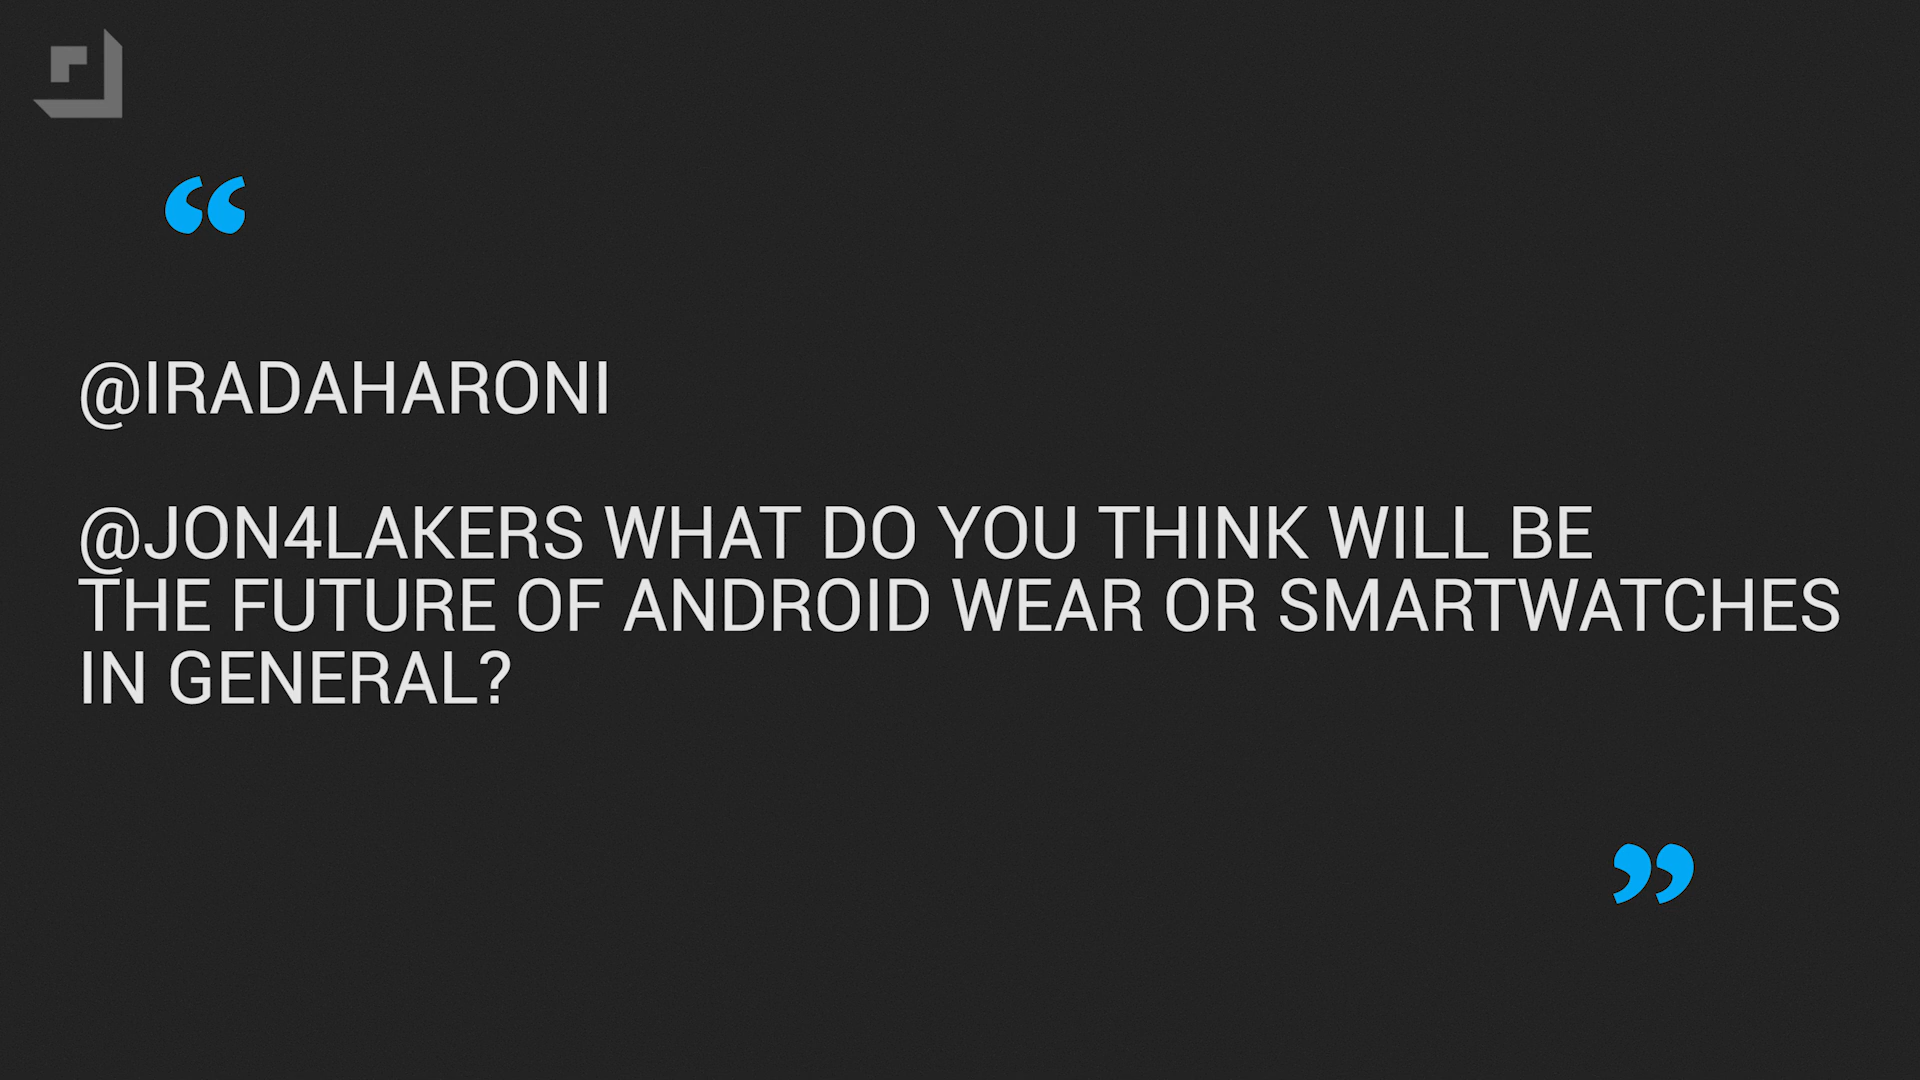 “
@IRADAHARONI
@JON4LAKERS WHAT DO YOU THINK WILL BE
THE FUTURE OF ANDROID WEAR OR SMARTWATCHES
IN GENERAL?
”